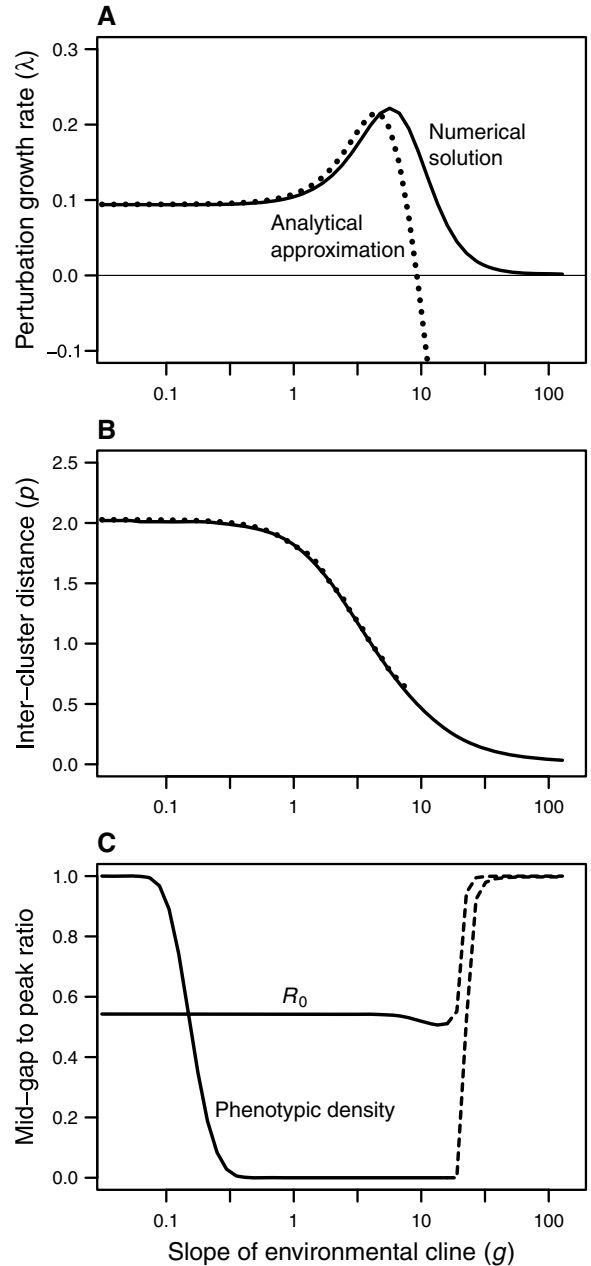 A
Perturbation growth rate (λ)
0.3
0.2
0.1
0.0
−0.1
Numerical
solution
Analytical
approximation
0.1
1
10
100
B
Inter−cluster distance (p)
2.5
2.0
1.5
1.0
0.5
0.0
0.1
1
10
100
C
Mid−gap to peak ratio
1.0
0.8
0.6
0.4
0.2
0.0
R0
Phenotypic density
0.1
1
10
100
Slope of environmental cline (g)